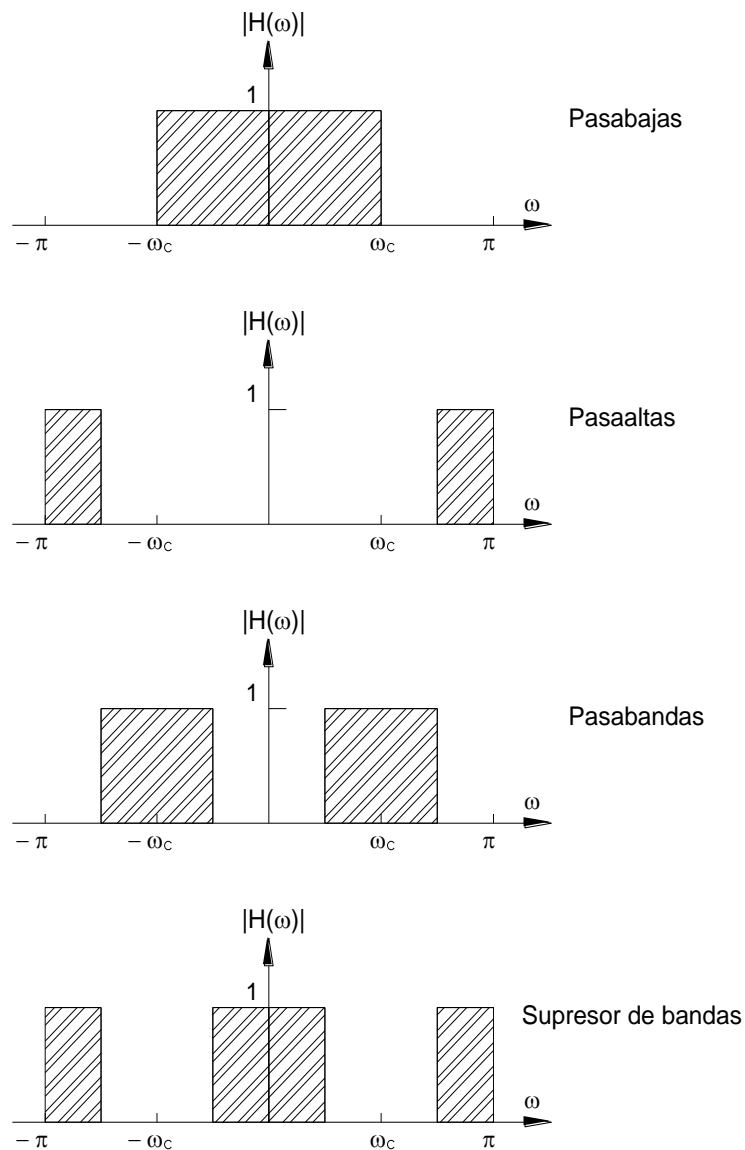 |H(ω)|
1
Pasabajas
ω
− π
− ωc
ωc
π
|H(ω)|
1
Pasaaltas
ω
− π
− ωc
ωc
π
|H(ω)|
1
Pasabandas
ω
− π
− ωc
ωc
π
|H(ω)|
1
Supresor de bandas
ω
− π
− ωc
ωc
π